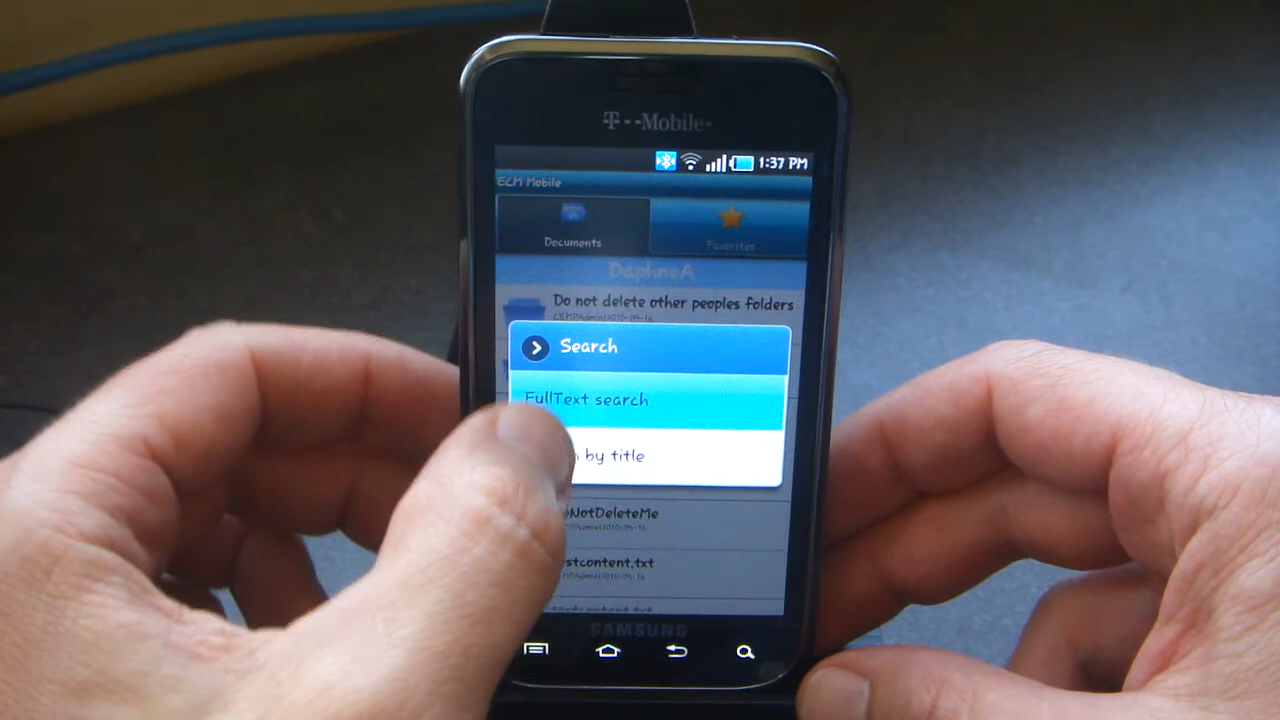 T-Mobile
1:37 PM
ECM Mobile
Documents
Favorites
DaphneA
Do not delete other peoples folders
Search
FullText search
by title
NotDeleteMe
stcontent.txt
SAMSUNG